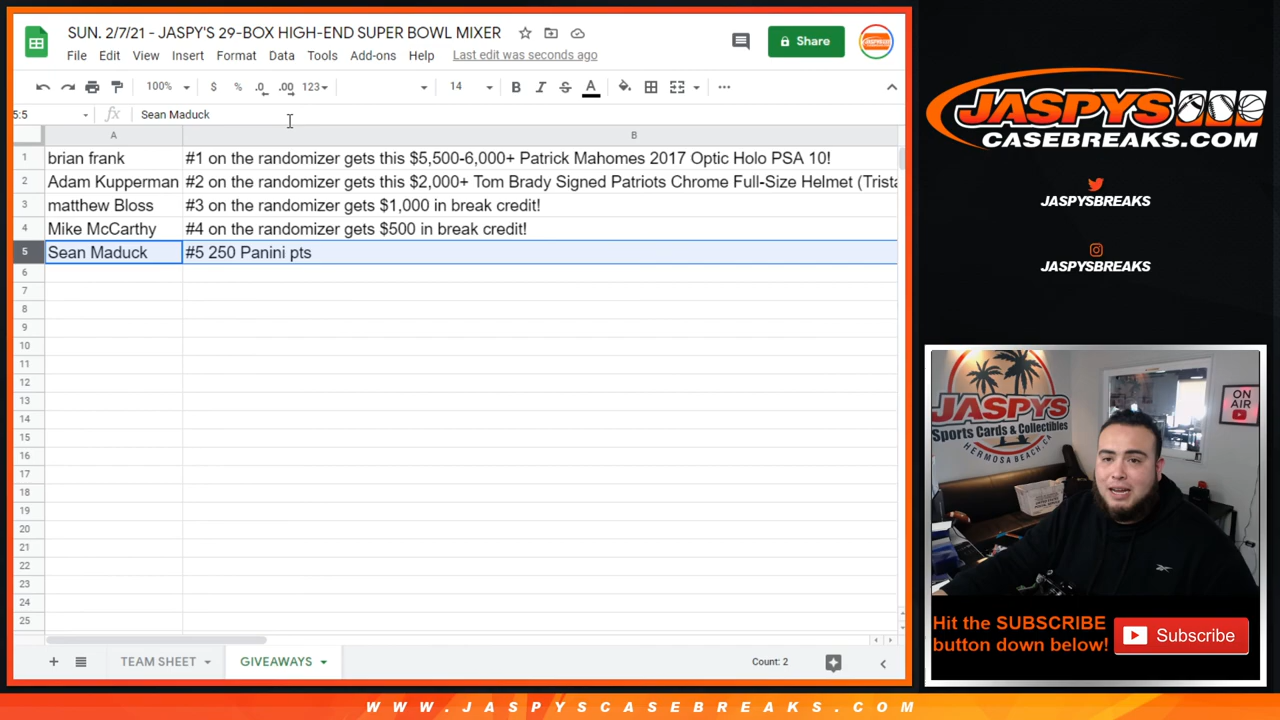 SUN. 2/7/21 - JASPY'S 29-BOX HIGH-END SUPER BOWL MIXER
File Edit View Insert Format Data Tools Add-ons Help Last edit was seconds ago
Share
100% $ % .0 .00 123 14 B I S A
5:5 fx Sean Maduck
A B
1 brian frank #1 on the randomizer gets this $5,500-6,000+ Patrick Mahomes 2017 Optic Holo PSA 10!
2 Adam Kupperman #2 on the randomizer gets this $2,000+ Tom Brady Signed Patriots Chrome Full-Size Helmet (Trista
3 matthew Bloss #3 on the randomizer gets $1,000 in break credit!
4 Mike McCarthy #4 on the randomizer gets $500 in break credit!
5 Sean Maduck #5 250 Panini pts
6
7
8
9
10
11
12
13
14
15
16
17
18
19
20
21
22
23
24
25
TEAM SHEET GIVEAWAYS Count: 2
JASPYS
CASEBREAKS.COM
JASPYSBREAKS
JASPYSBREAKS
JASPYS
Sports Cards & Collectibles
HERMOSA BEACH, CA
ON AIR
Hit the SUBSCRIBE
button down below!
Subscribe
WWW.JASPYSCASEBREAKS.COM